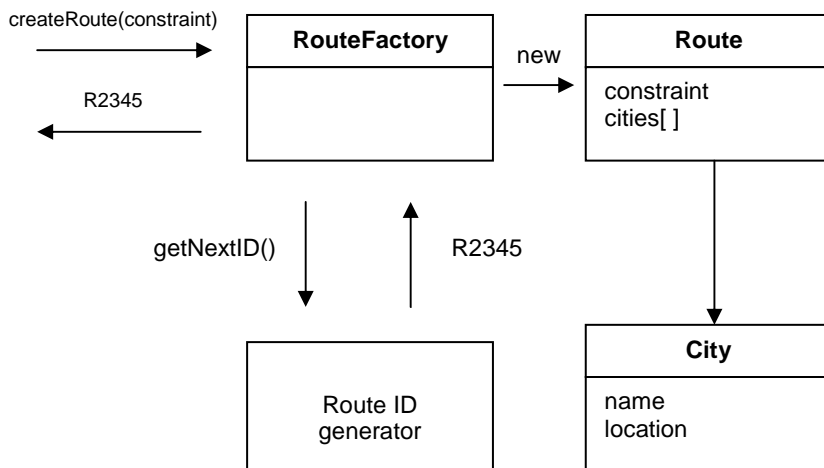 createRoute(constraint)
RouteFactory
new
Route
constraint
cities[ ]
R2345
getNextID()
R2345
Route ID
generator
City
name
location